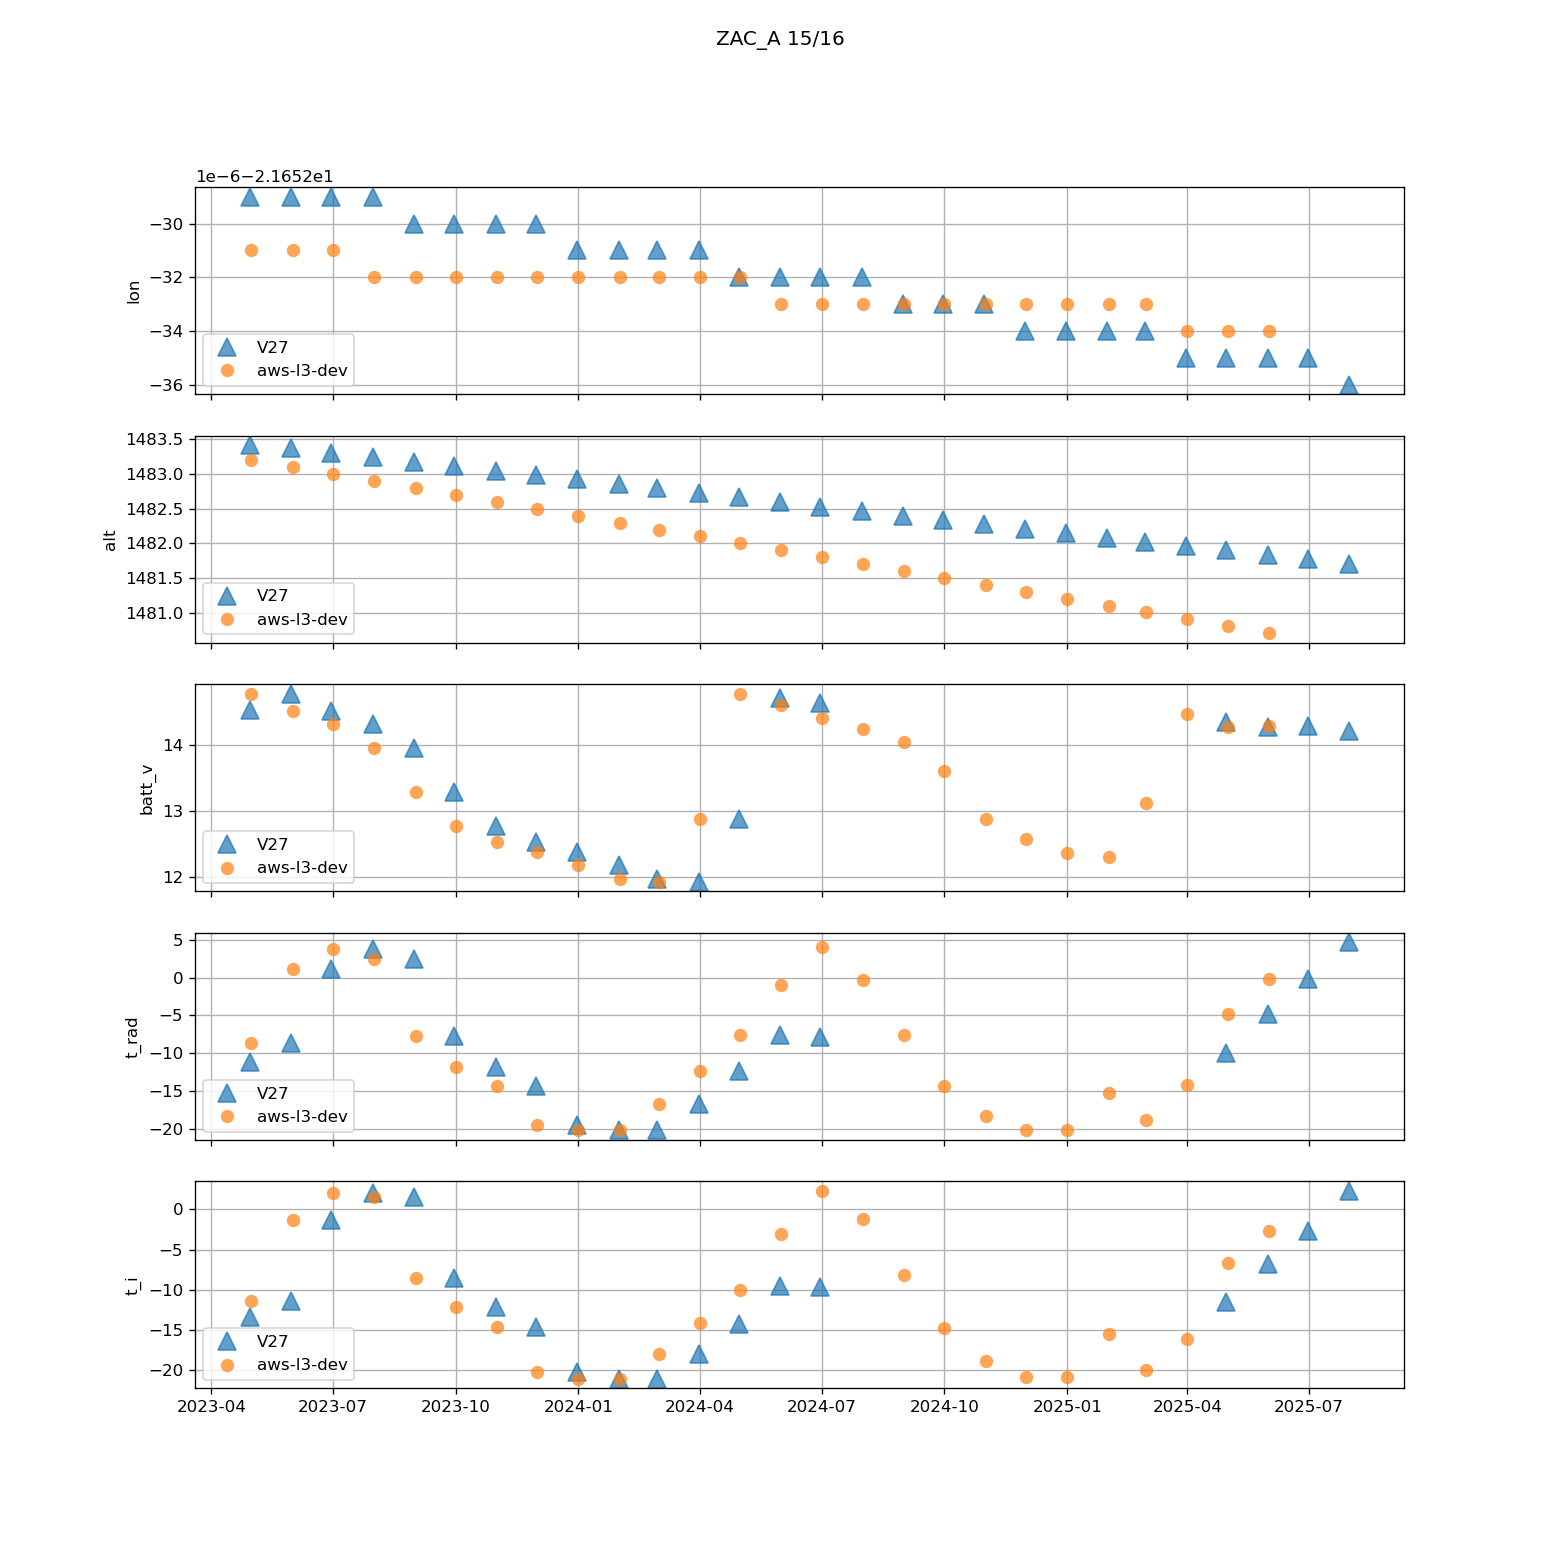 ZAC_A 15/16
1e−6−2.1652e1
−30
−32
−34
−36
lon
V27
aws-l3-dev
1483.5
1483.0
1482.5
1482.0
1481.5
1481.0
alt
V27
aws-l3-dev
14
13
12
batt_v
V27
aws-l3-dev
5
0
−5
−10
−15
−20
t_rad
V27
aws-l3-dev
0
−5
−10
−15
−20
t_i
V27
aws-l3-dev
2023-04 2023-07 2023-10 2024-01 2024-04 2024-07 2024-10 2025-01 2025-04 2025-07